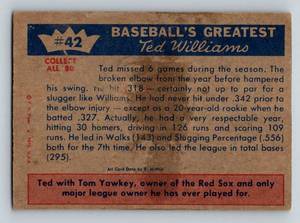 #42
COLLECT
ALL 80
BASEBALL'S GREATEST
Ted Williams
Ted missed 6 games during the season. The
broken elbow from the year before hampered
his swing. He hit .318 — certainly not up to par for a
slugger like Williams. He had never hit under .342 prior
to this year — except as a 20-year-old rookie when he
batted .327. Actually, he had a very respectable year,
hitting 30 homers, driving in 126 runs and scoring 109
runs. He led in Walks (143) and Slugging Percentage (.556)
both for the 7th time. He also led the league in total bases
(295).
Ted with Tom Yawkey, owner of the Red Sox and only
major league owner he has ever played for.